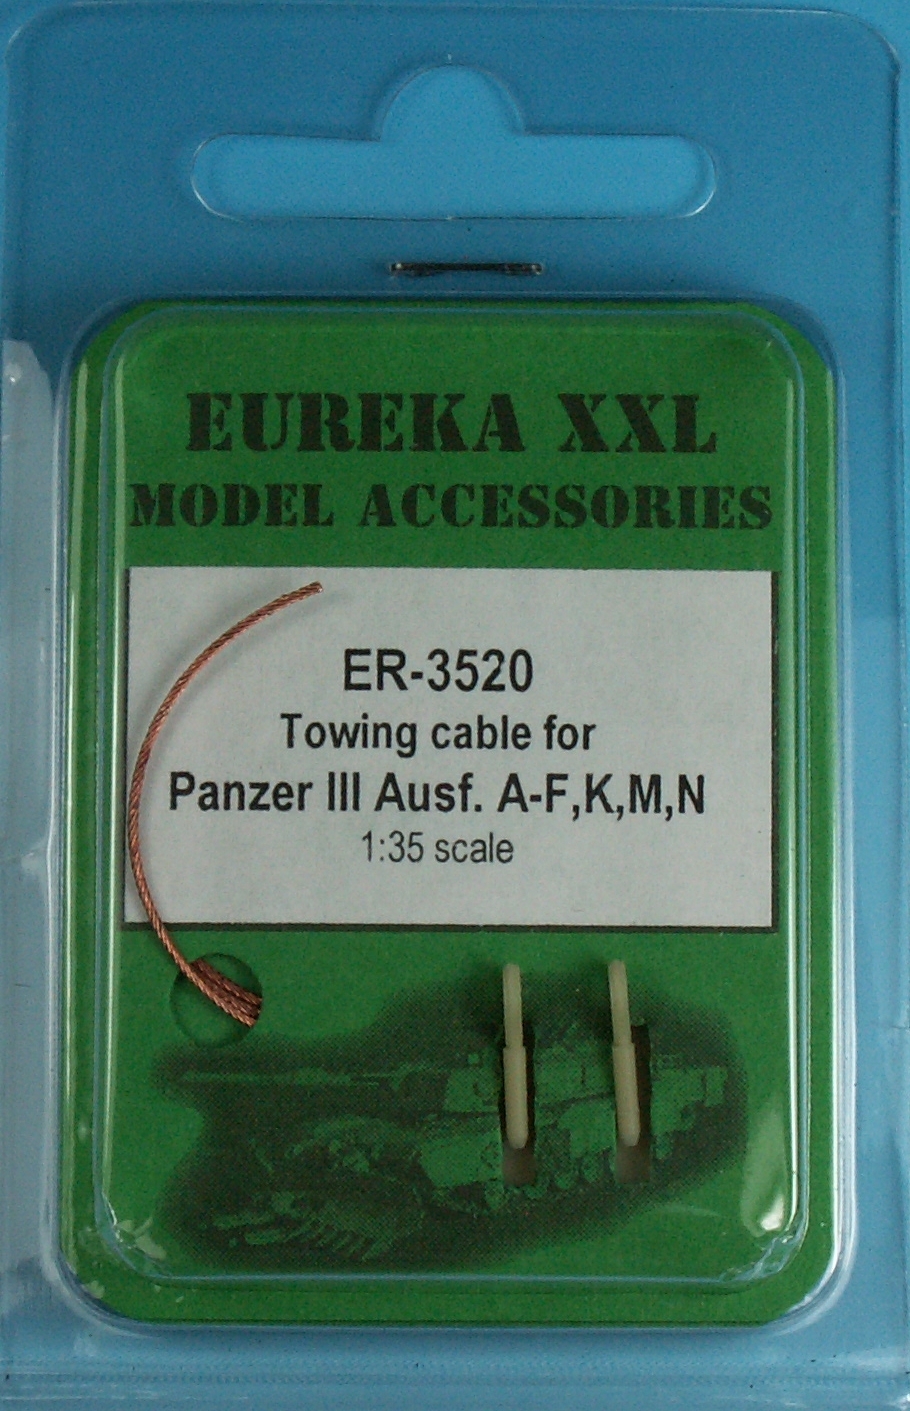 EUREKA XXL
MODEL ACCESSORIES
ER-3520
Towing cable for
Panzer III Ausf. A-F,K,M,N
1:35 scale